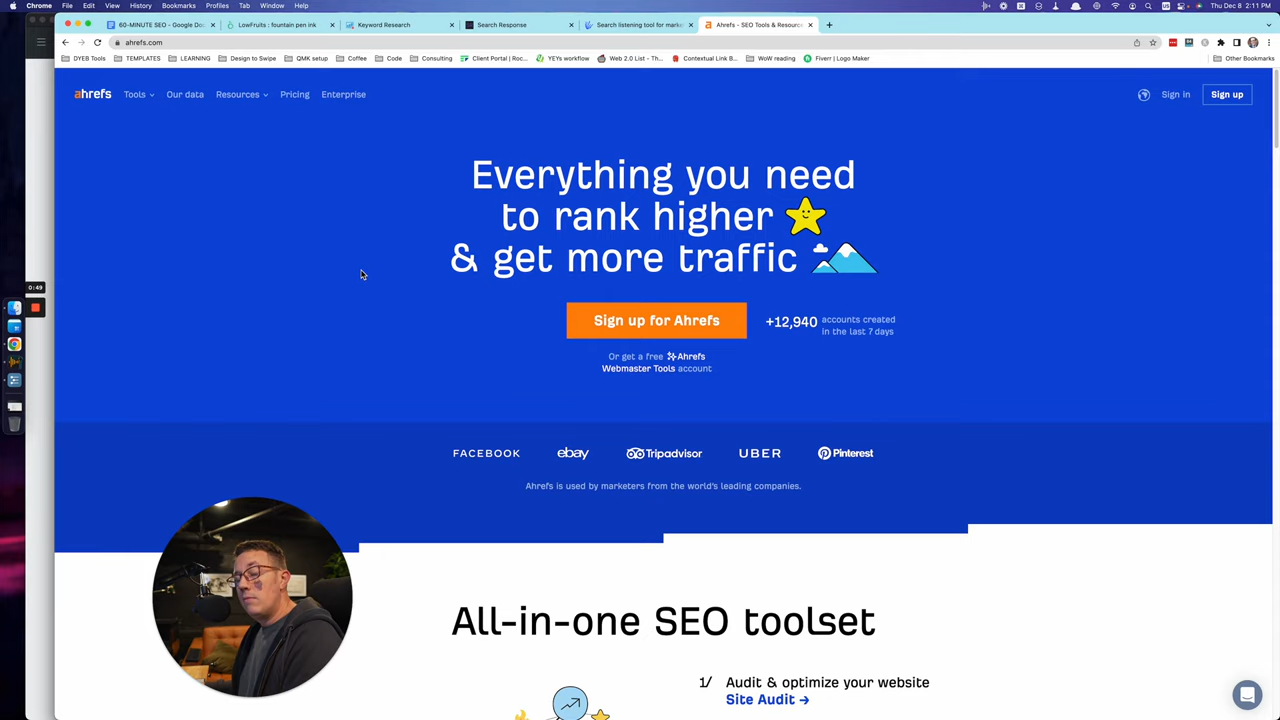 Chrome File Edit View History Bookmarks Profiles Tab Window Help
Thu Dec 8 2:11 PM
60-MINUTE SEO - Google Doc
LowFruits : fountain pen ink
Keyword Research
Search Response
Search listening tool for marke
Ahrefs - SEO Tools & Resource
ahrefs.com
DYEB Tools
TEMPLATES
LEARNING
Design to Swipe
QMK setup
Coffee
Code
Consulting
Client Portal | Roc...
YEYs workflow
Web 2.0 List - Th...
Contextual Link B...
WoW reading
Fiverr | Logo Maker
Other Bookmarks
ahrefs
Tools
Our data
Resources
Pricing
Enterprise
Sign in
Sign up
Everything you need
to rank higher
& get more traffic
0:49
Sign up for Ahrefs
+12,940
accounts created
in the last 7 days
Or get a free Ahrefs
Webmaster Tools account
FACEBOOK
ebay
Tripadvisor
UBER
Pinterest
Ahrefs is used by marketers from the world's leading companies.
All-in-one SEO toolset
1/ Audit & optimize your website
Site Audit →